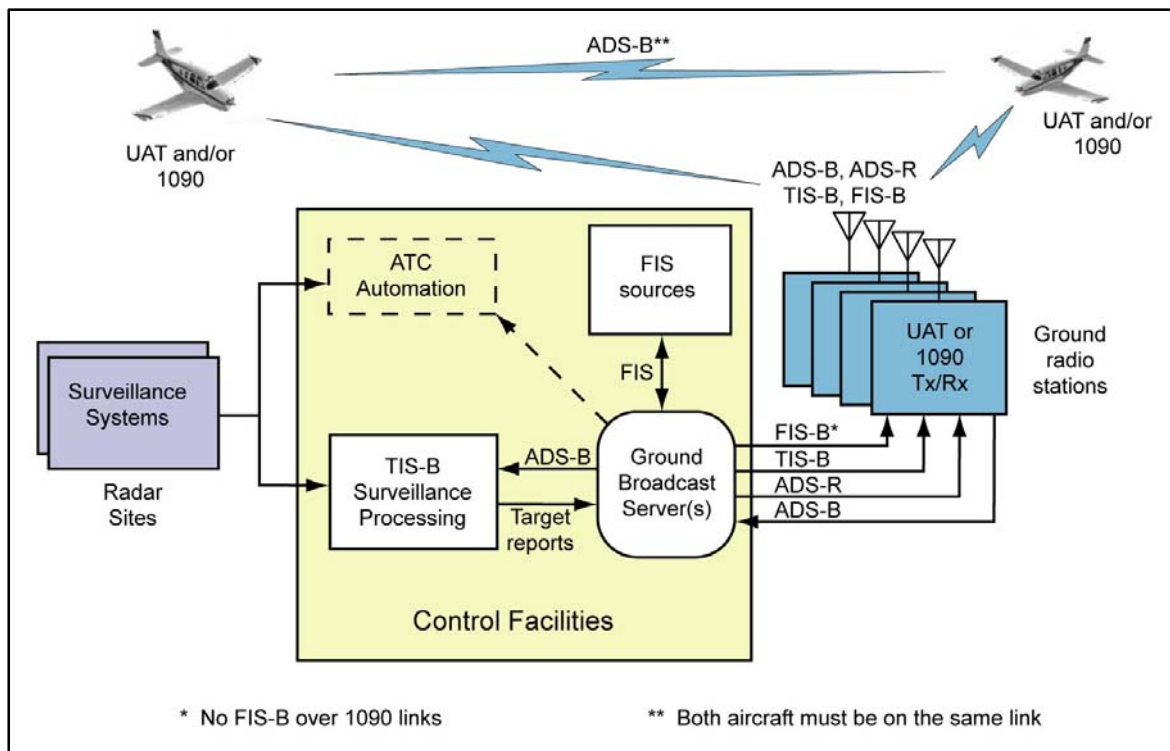 ADS-B**
UAT and/or
1090
UAT and/or
1090
ADS-B, ADS-R
TIS-B, FIS-B
ATC
Automation
FIS
sources
UAT or
1090
Tx/Rx
Ground
radio
stations
Surveillance
Systems
Radar
Sites
FIS
TIS-B
Surveillance
Processing
ADS-B
Target
reports
Ground
Broadcast
Server(s)
FIS-B*
TIS-B
ADS-R
ADS-B
Control Facilities
* No FIS-B over 1090 links
** Both aircraft must be on the same link